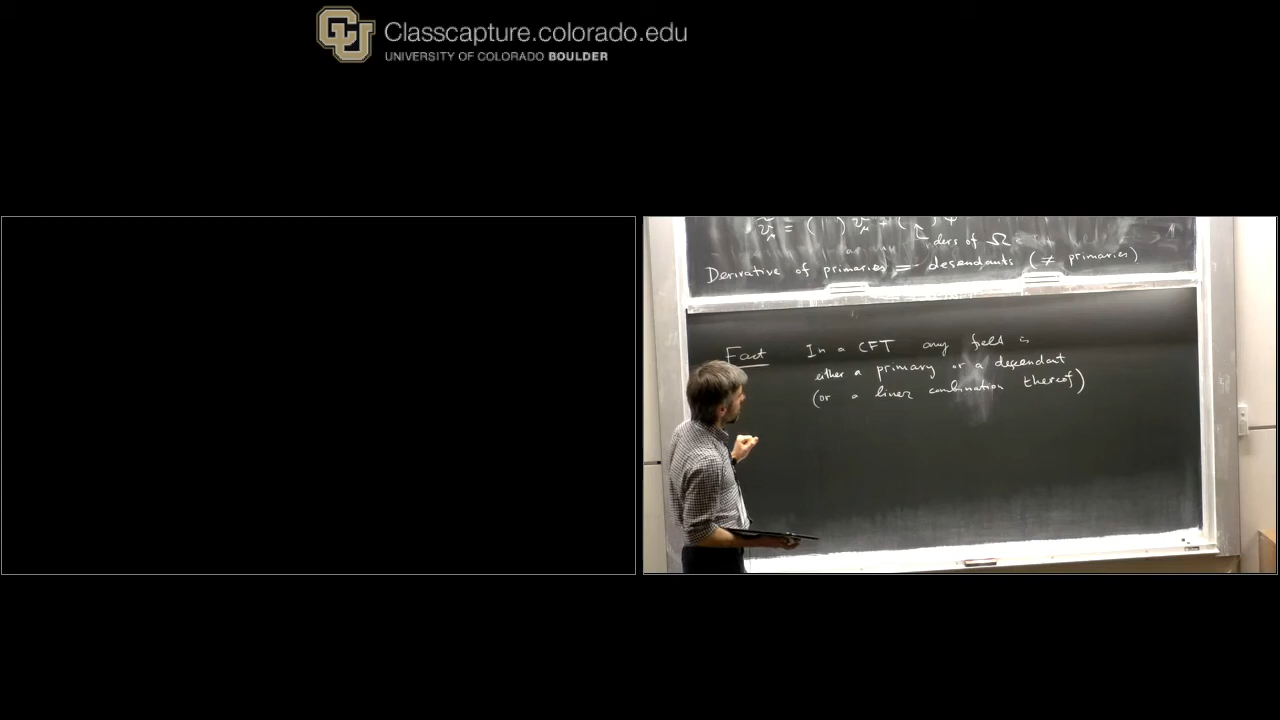 Classcapture.colorado.edu
UNIVERSITY OF COLORADO BOULDER
ders of Ω
Derivative of primaries = descendants (≠ primaries)
Fact In a CFT any field is
either a primary or a descendant
(or a linear combination thereof)